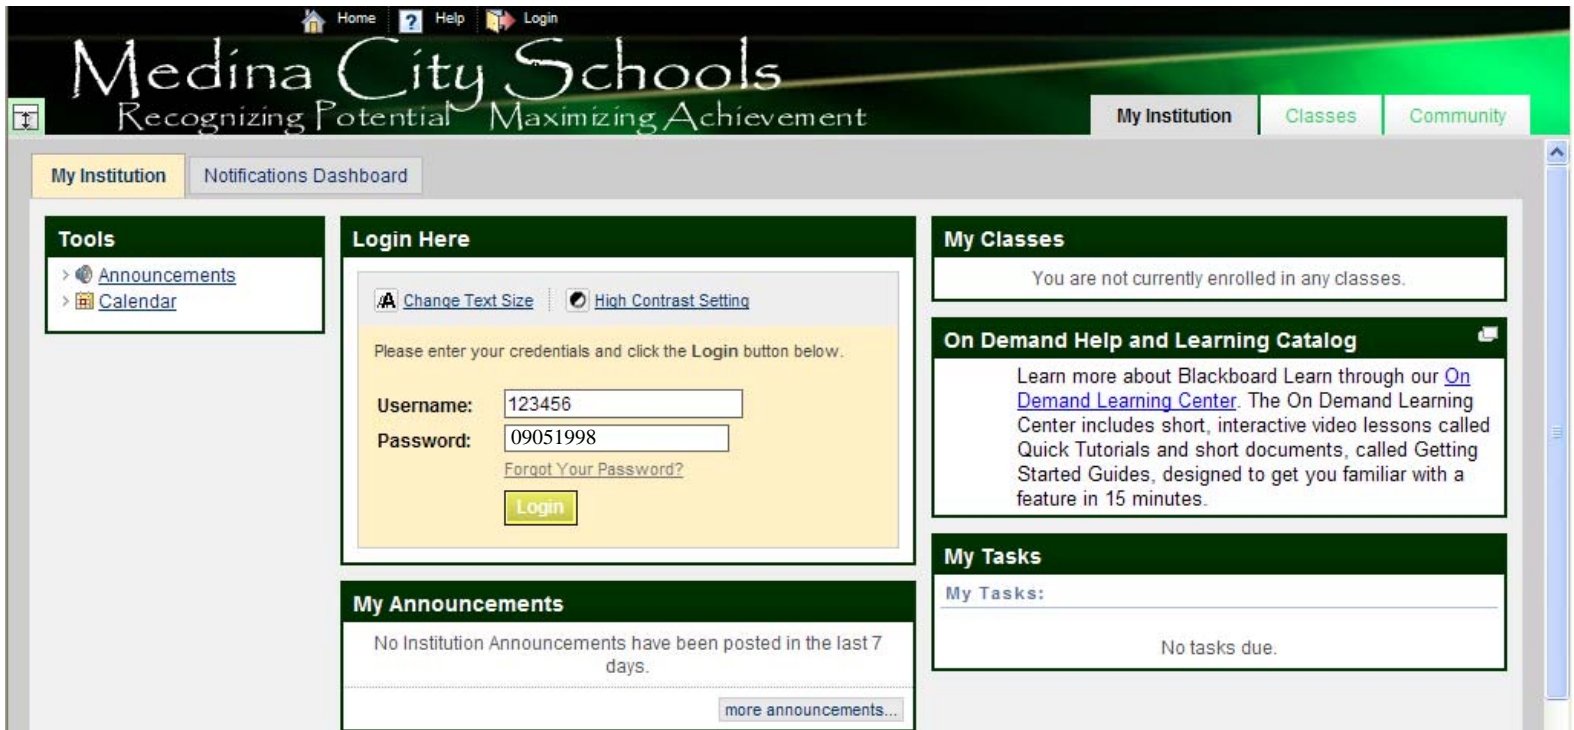 Home Help Login
Medina City Schools
Recognizing Potential Maximizing Achievement
My Institution Classes Community
My Institution Notifications Dashboard
Tools
Announcements
Calendar
Login Here
Change Text Size High Contrast Setting
Please enter your credentials and click the Login button below.
Username: 123456
Password: 09051998
Forgot Your Password?
Login
My Announcements
No Institution Announcements have been posted in the last 7
days.
more announcements...
My Classes
You are not currently enrolled in any classes.
On Demand Help and Learning Catalog
Learn more about Blackboard Learn through our On
Demand Learning Center. The On Demand Learning
Center includes short, interactive video lessons called
Quick Tutorials and short documents, called Getting
Started Guides, designed to get you familiar with a
feature in 15 minutes.
My Tasks
My Tasks:
No tasks due.